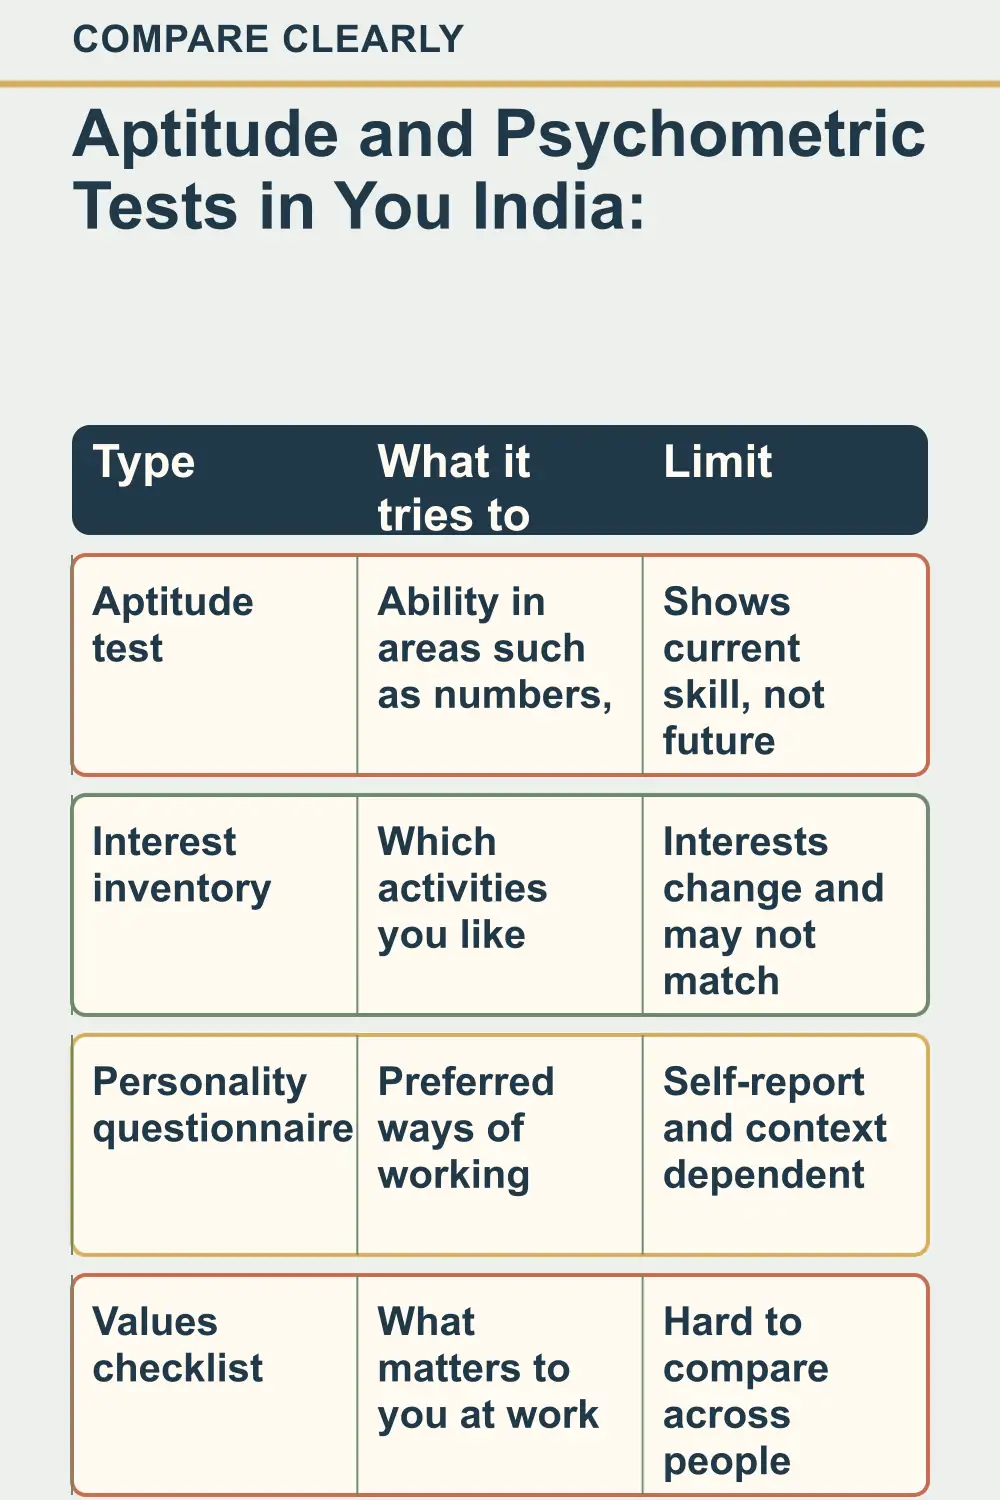 COMPARE CLEARLY
Aptitude and Psychometric
Tests in You India:
Type
What it
tries to
Limit
Aptitude
test
Ability in
areas such
as numbers,
Shows
current
skill, not
future
Interest
inventory
Which
activities
you like
Interests
change and
may not
match
Personality
questionnaire
Preferred
ways of
working
Self-report
and context
dependent
Values
checklist
What
matters to
you at work
Hard to
compare
across
people